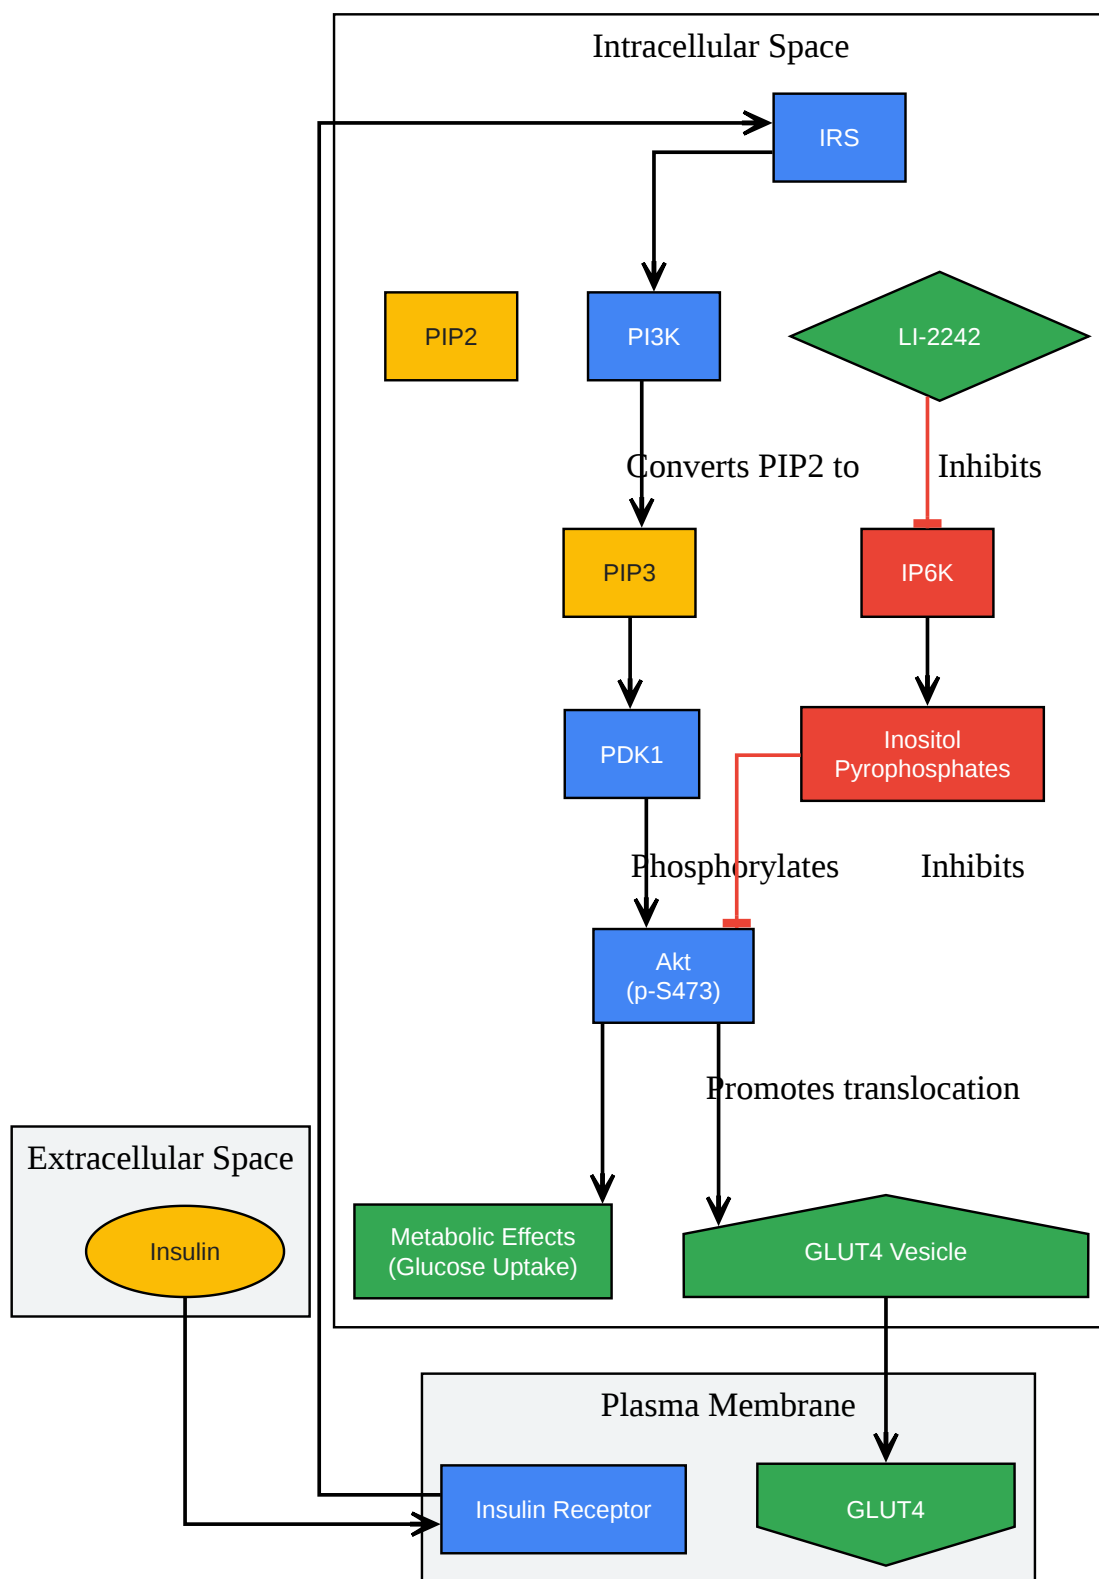 Intracellular Space
IRS
PIP2
PI3K
LI-2242
Converts PIP2 to
Inhibits
PIP3
IP6K
PDK1
Inositol
Pyrophosphates
Phosphorylates
Inhibits
Akt
(p-S473)
Promotes translocation
Extracellular Space
Insulin
Metabolic Effects
(Glucose Uptake)
GLUT4 Vesicle
Plasma Membrane
Insulin Receptor
GLUT4